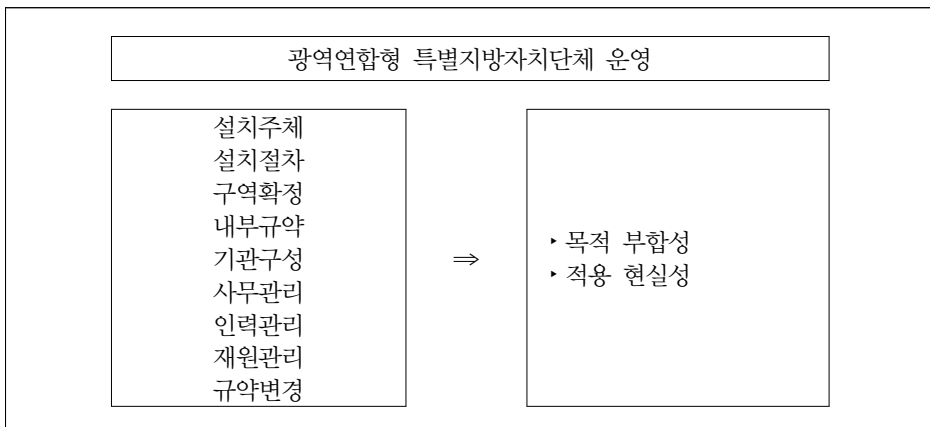 광역연합형 특별지방자치단체 운영
설치주체
설치절차
구역확정
내부규약
기관구성
사무관리
인력관리
재원관리
규약변경
⇒
‣목적 부합성
‣적용 현실성